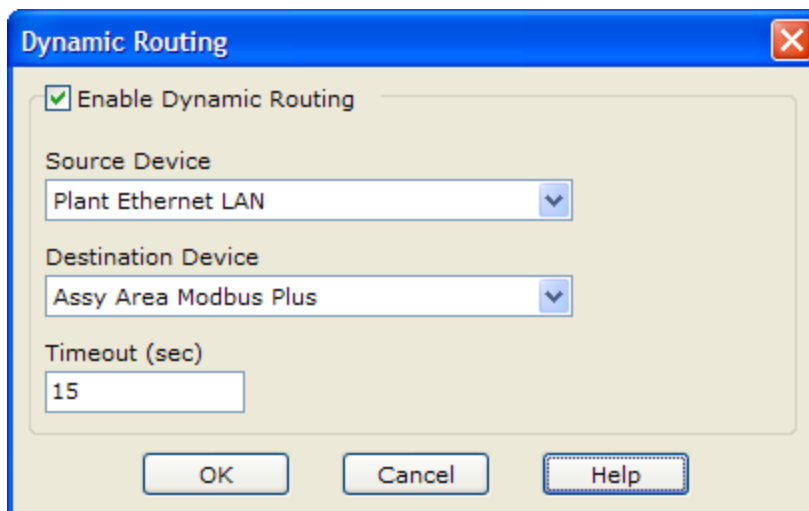 Dynamic Routing
Enable Dynamic Routing
Source Device
Plant Ethernet LAN
Destination Device
Assy Area Modbus Plus
Timeout (sec)
15
OK Cancel Help